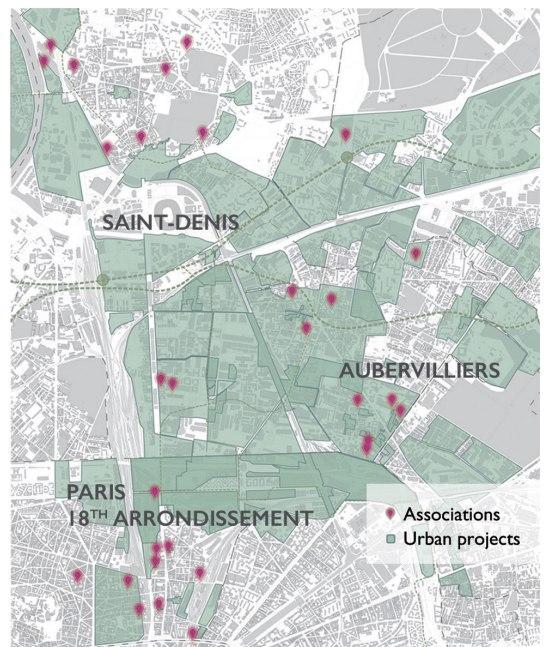 SAINT-DENIS
AUBERVILLIERS
PARIS
18TH ARRONDISSEMENT
Associations
Urban projects